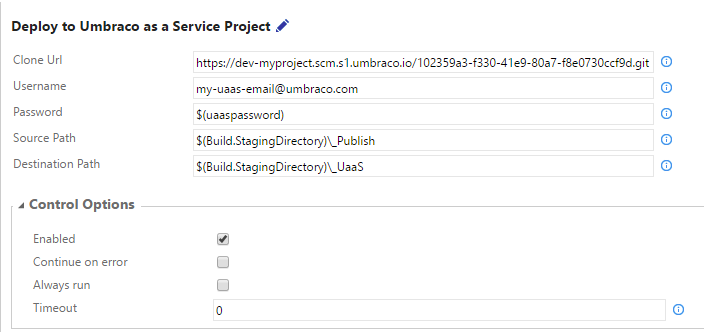 Deploy to Umbraco as a Service Project
Clone Url https://dev-myproject.scm.s1.umbraco.io/102359a3-f330-41e9-80a7-f8e0730ccf9d.git
Username my-uaas-email@umbraco.com
Password $(uaaspassword)
Source Path $(Build.StagingDirectory)\_Publish
Destination Path $(Build.StagingDirectory)\_UaaS
Control Options
Enabled
Continue on error
Always run
Timeout 0